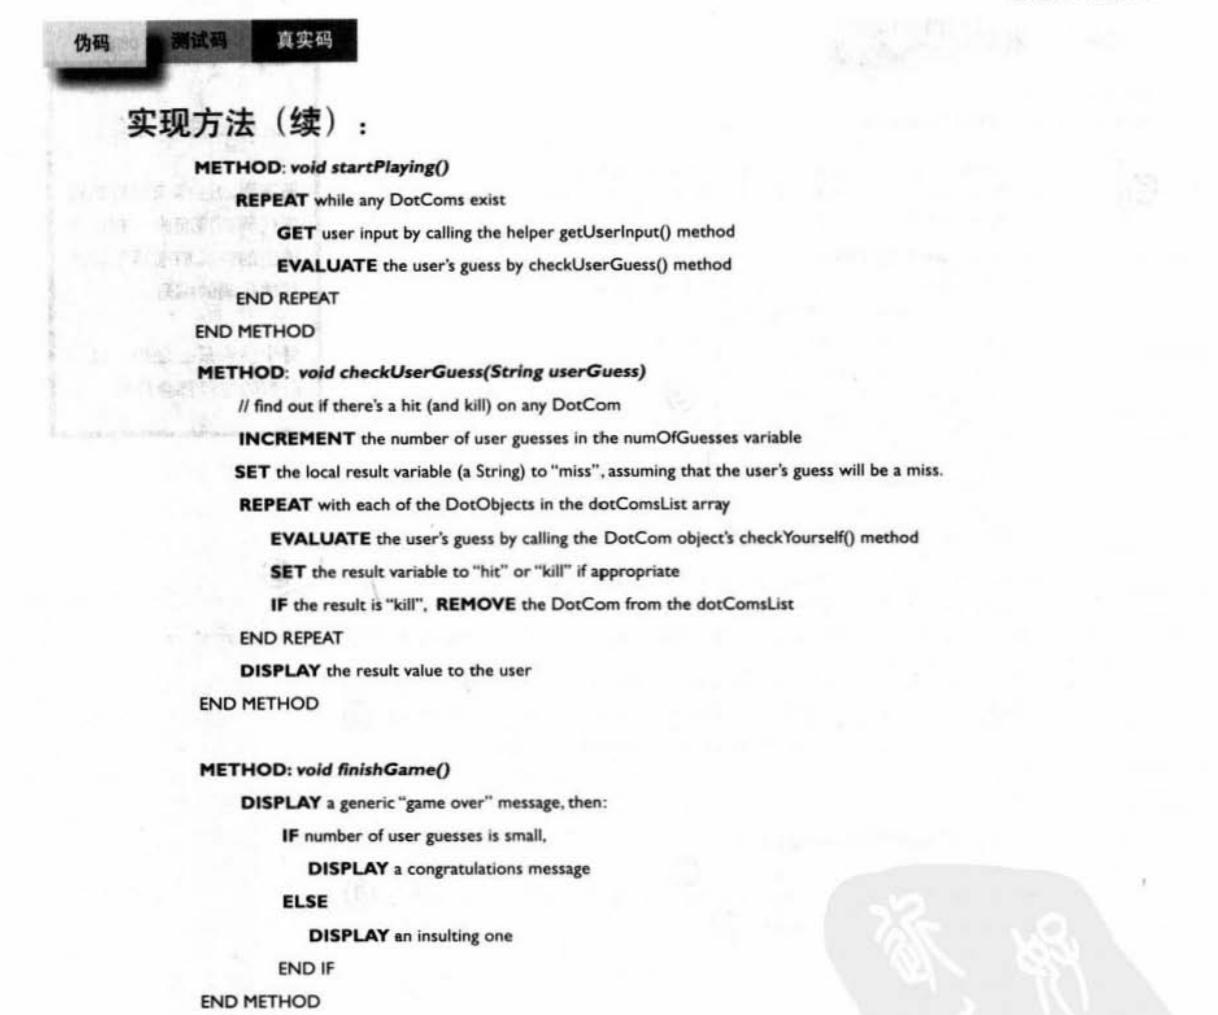 伪码 测试码 真实码
实现方法（续）：
METHOD: void startPlaying()
REPEAT while any DotComs exist
GET user input by calling the helper getUserInput() method
EVALUATE the user's guess by checkUserGuess() method
END REPEAT
END METHOD
METHOD: void checkUserGuess(String userGuess)
// find out if there's a hit (and kill) on any DotCom
INCREMENT the number of user guesses in the numOfGuesses variable
SET the local result variable (a String) to “miss”, assuming that the user's guess will be a miss.
REPEAT with each of the DotObjects in the dotComsList array
EVALUATE the user's guess by calling the DotCom object's checkYourself() method
SET the result variable to “hit” or “kill” if appropriate
IF the result is “kill”, REMOVE the DotCom from the dotComsList
END REPEAT
DISPLAY the result value to the user
END METHOD
METHOD: void finishGame()
DISPLAY a generic “game over” message, then:
IF number of user guesses is small,
DISPLAY a congratulations message
ELSE
DISPLAY an insulting one
END IF
END METHOD